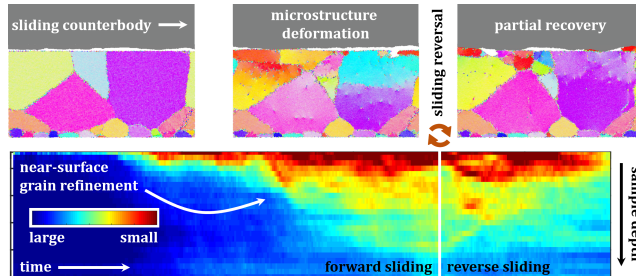 sliding counterbody
microstructure
deformation
sliding reversal
partial recovery
near-surface
grain refinement
large
small
time
forward sliding
reverse sliding
sample depth